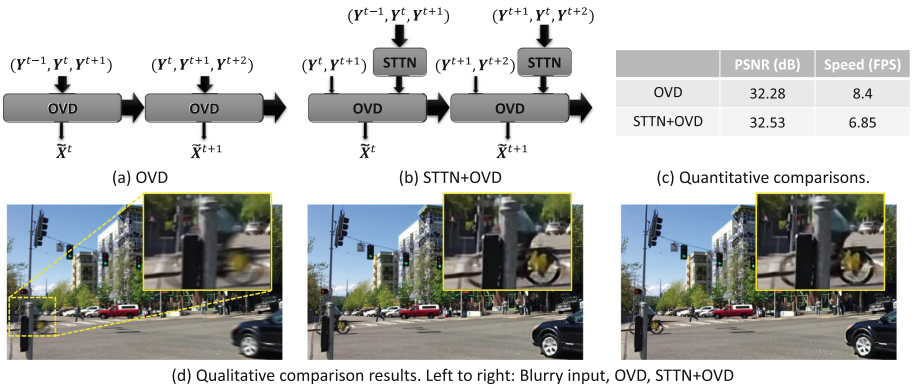 (Y^{t-1}, Y^t, Y^{t+1})
(Y^t, Y^{t+1}, Y^{t+2})
OVD
OVD
X̃^t
X̃^{t+1}
(a) OVD
(Y^{t-1}, Y^t, Y^{t+1})
(Y^{t+1}, Y^t, Y^{t+2})
STTN
STTN
(Y^t, Y^{t+1})
(Y^{t+1}, Y^{t+2})
OVD
OVD
X̃^t
X̃^{t+1}
(b) STTN+OVD
PSNR (dB) Speed (FPS)
OVD 32.28 8.4
STTN+OVD 32.53 6.85
(c) Quantitative comparisons.
(d) Qualitative comparison results. Left to right: Blurry input, OVD, STTN+OVD